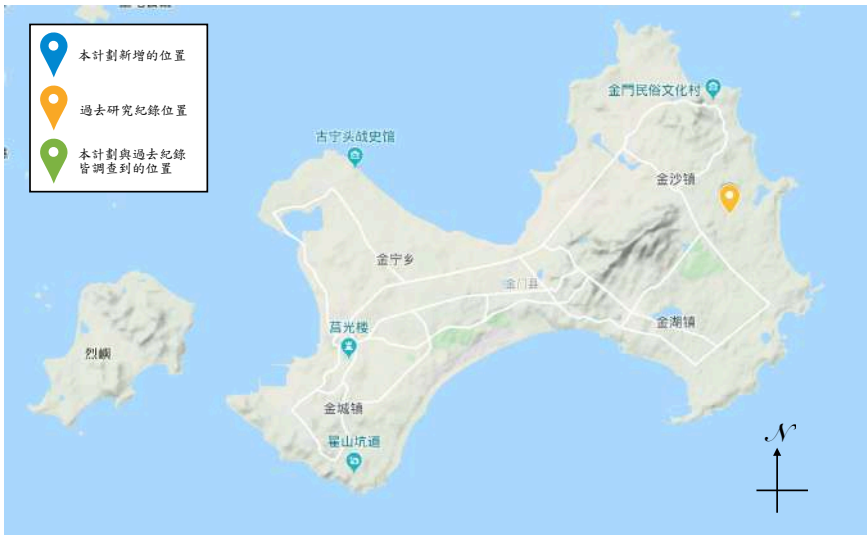 本計劃新增的位置
過去研究紀錄位置
本計劃與過去紀錄
皆調查到的位置
金門民俗文化村
古宁头战史馆
金沙镇
金宁乡
金门县
莒光楼
金湖镇
烈嶼
金城镇
翟山坑道
N